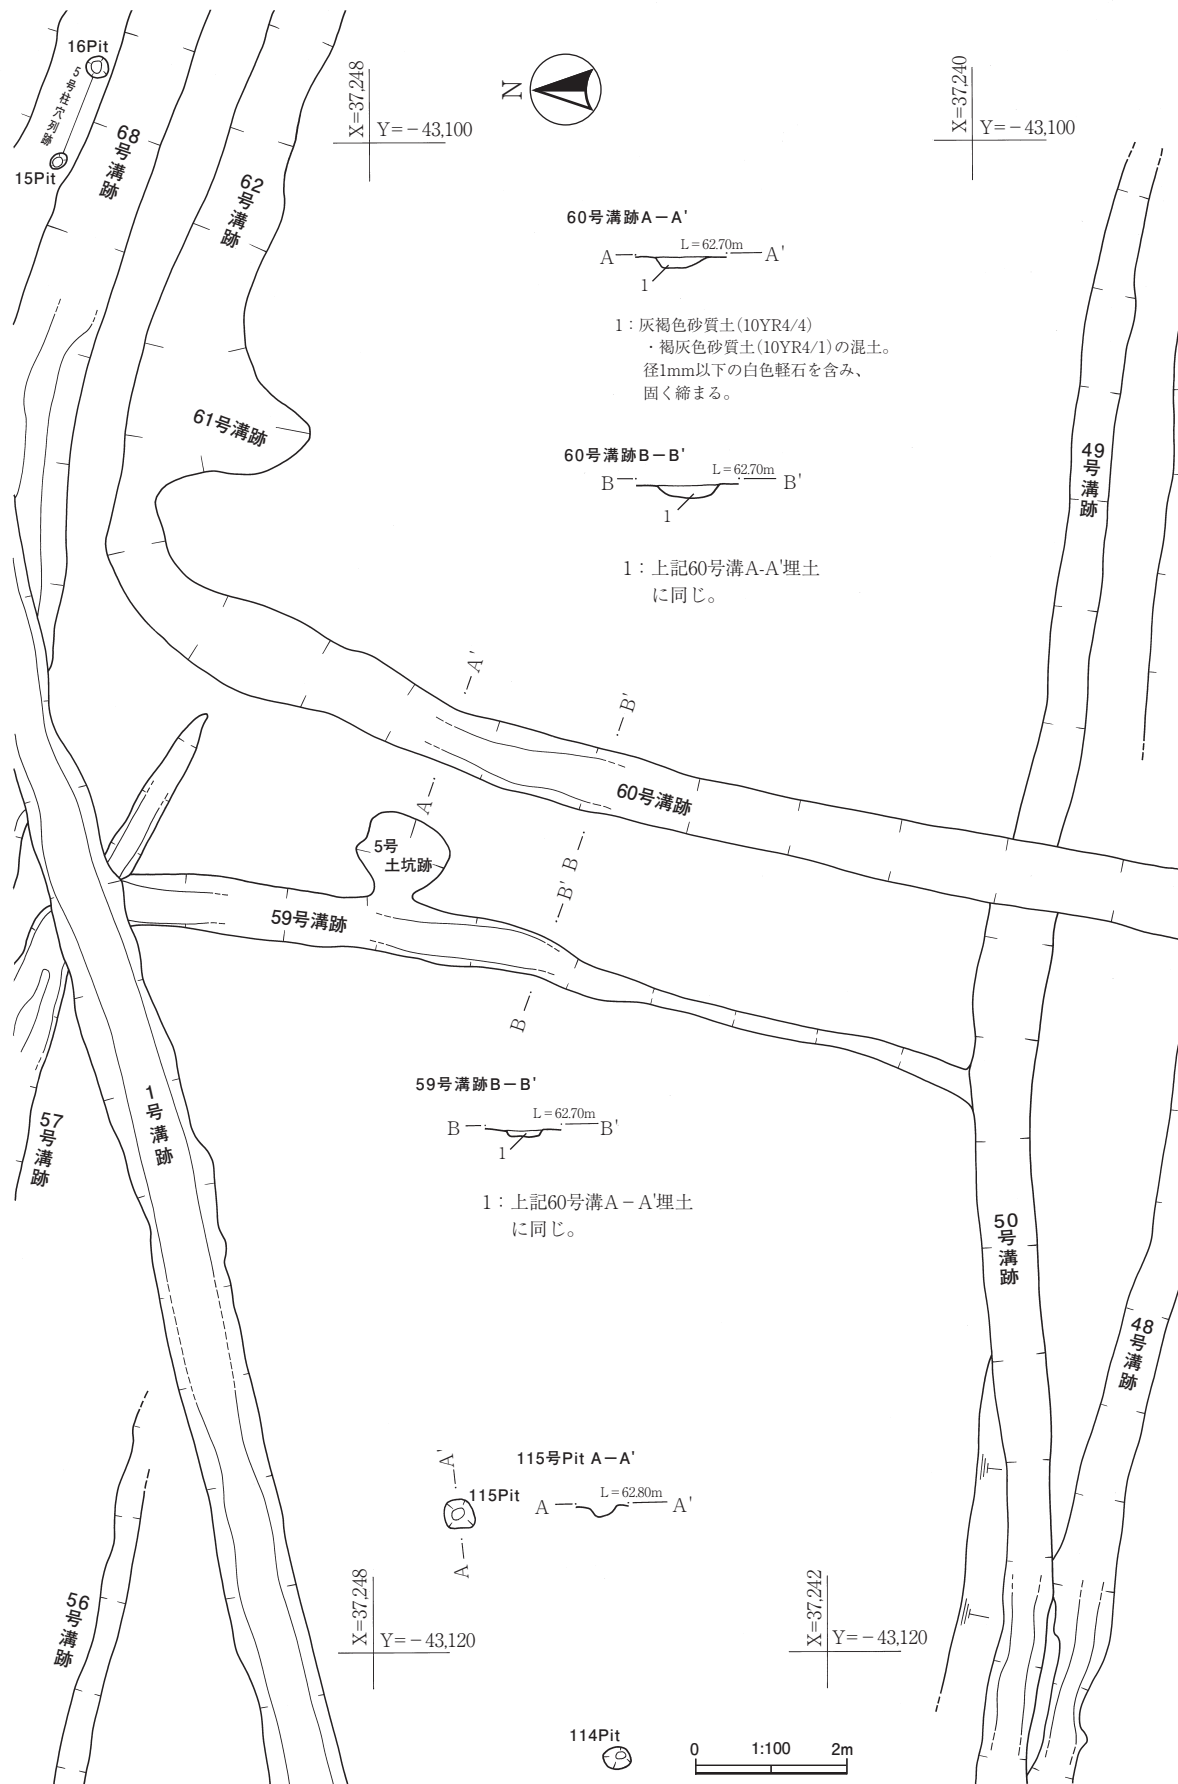 16Pit
5号柱穴列跡
15Pit
68号溝跡
62号溝跡
N
X=37,248
Y=－43,100
X=37,240
Y=－43,100
60号溝跡A－A'
L＝62.70m
A
A'
1
1：灰褐色砂質土(10YR4/4)
・褐灰色砂質土(10YR4/1)の混土。
径1mm以下の白色軽石を含み、
固く締まる。
61号溝跡
49号溝跡
60号溝跡B－B'
L＝62.70m
B
B'
1
1：上記60号溝A-A'埋土
に同じ。
A'
B'
60号溝跡
A
5号
土坑跡
B
B'
59号溝跡
B
59号溝跡B－B'
L＝62.70m
B
B'
1
1：上記60号溝A－A'埋土
に同じ。
1号溝跡
57号溝跡
50号溝跡
48号溝跡
115号Pit A－A'
A'
115Pit
L＝62.80m
A
A'
A
56号溝跡
X=37,248
Y=－43,120
X=37,242
Y=－43,120
114Pit
0
1:100
2m